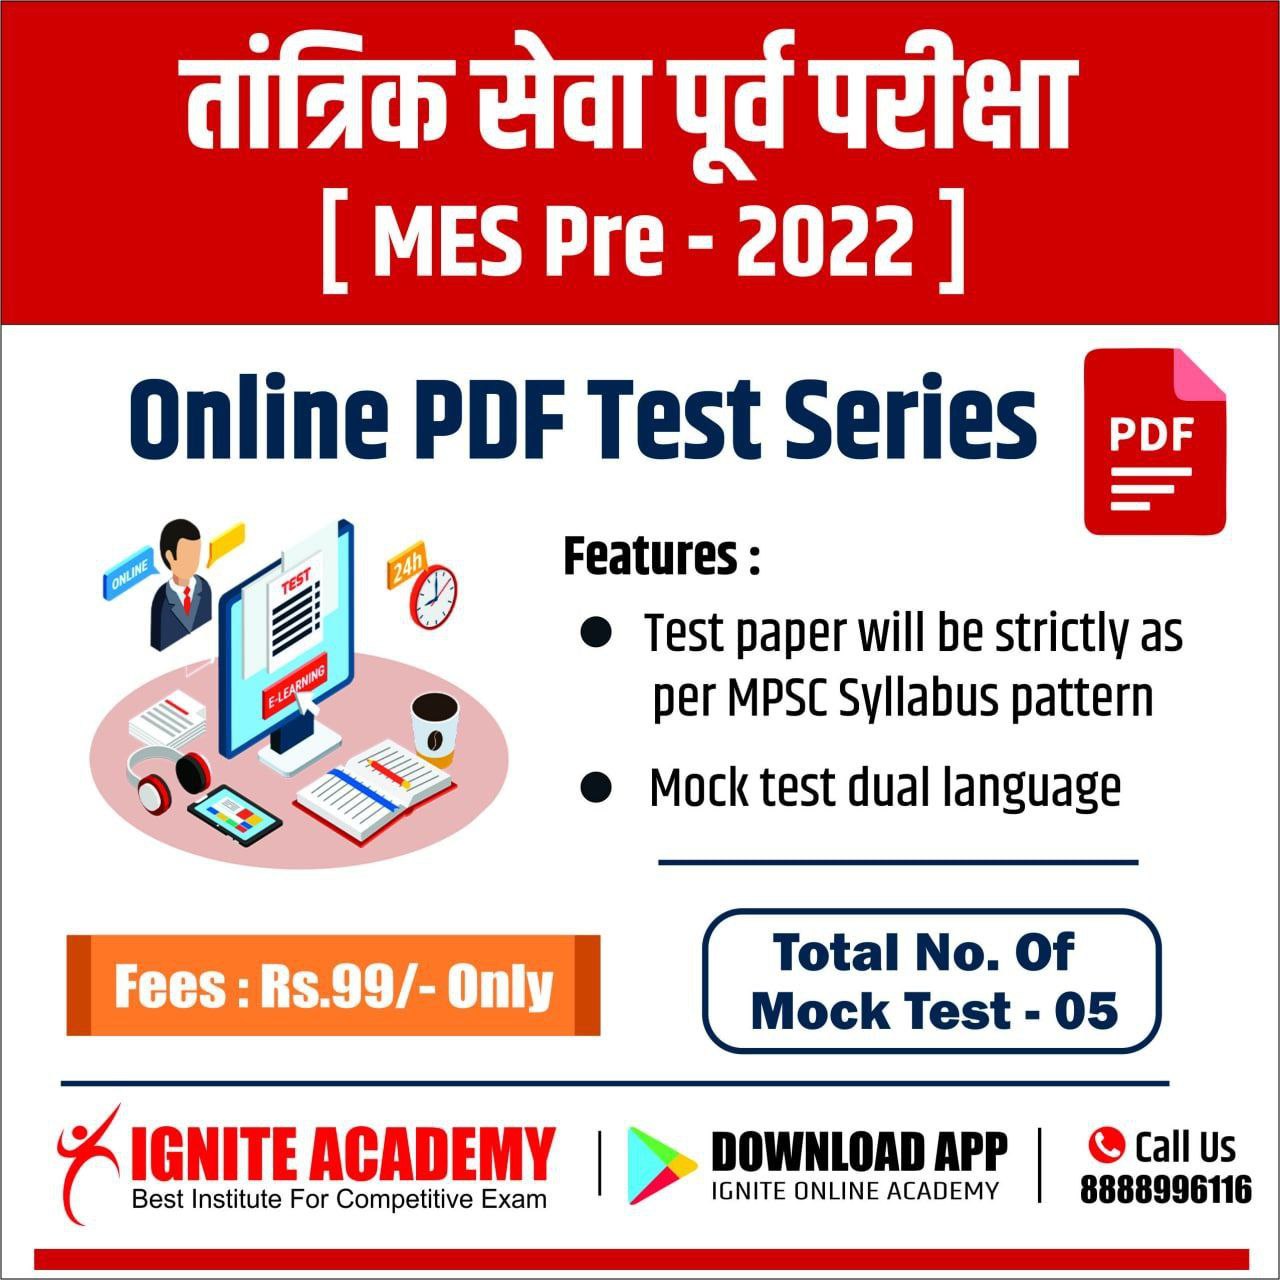 तांत्रिक सेवा पूर्व परीक्षा
[ MES Pre - 2022 ]
Online PDF Test Series
PDF
ONLINE
TEST
24h
E-LEARNING
Features :
● Test paper will be strictly as
per MPSC Syllabus pattern
● Mock test dual language
Fees : Rs.99/- Only
Total No. Of
Mock Test - 05
IGNITE ACADEMY
Best Institute For Competitive Exam
DOWNLOAD APP
IGNITE ONLINE ACADEMY
Call Us
8888996116